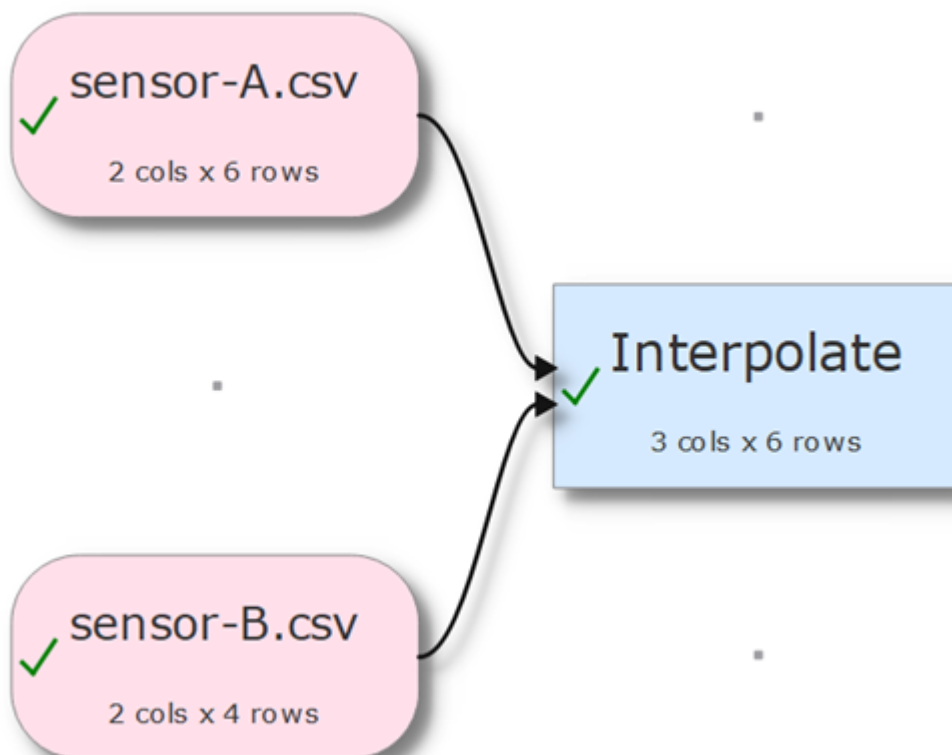 sensor-A.csv
2 cols x 6 rows
Interpolate
3 cols x 6 rows
sensor-B.csv
2 cols x 4 rows